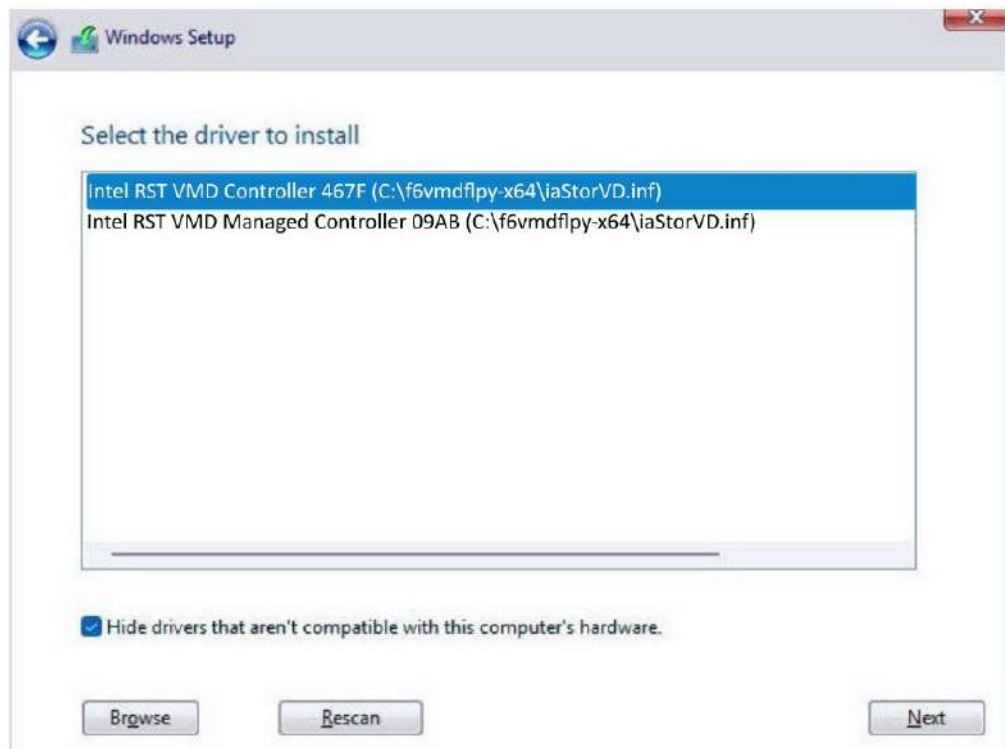 Windows Setup
Select the driver to install
Intel RST VMD Controller 467F (C:\f6vmdflpy-x64\iaStorVD.inf)
Intel RST VMD Managed Controller 09AB (C:\f6vmdflpy-x64\iaStorVD.inf)
Hide drivers that aren't compatible with this computer's hardware.
Browse
Rescan
Next